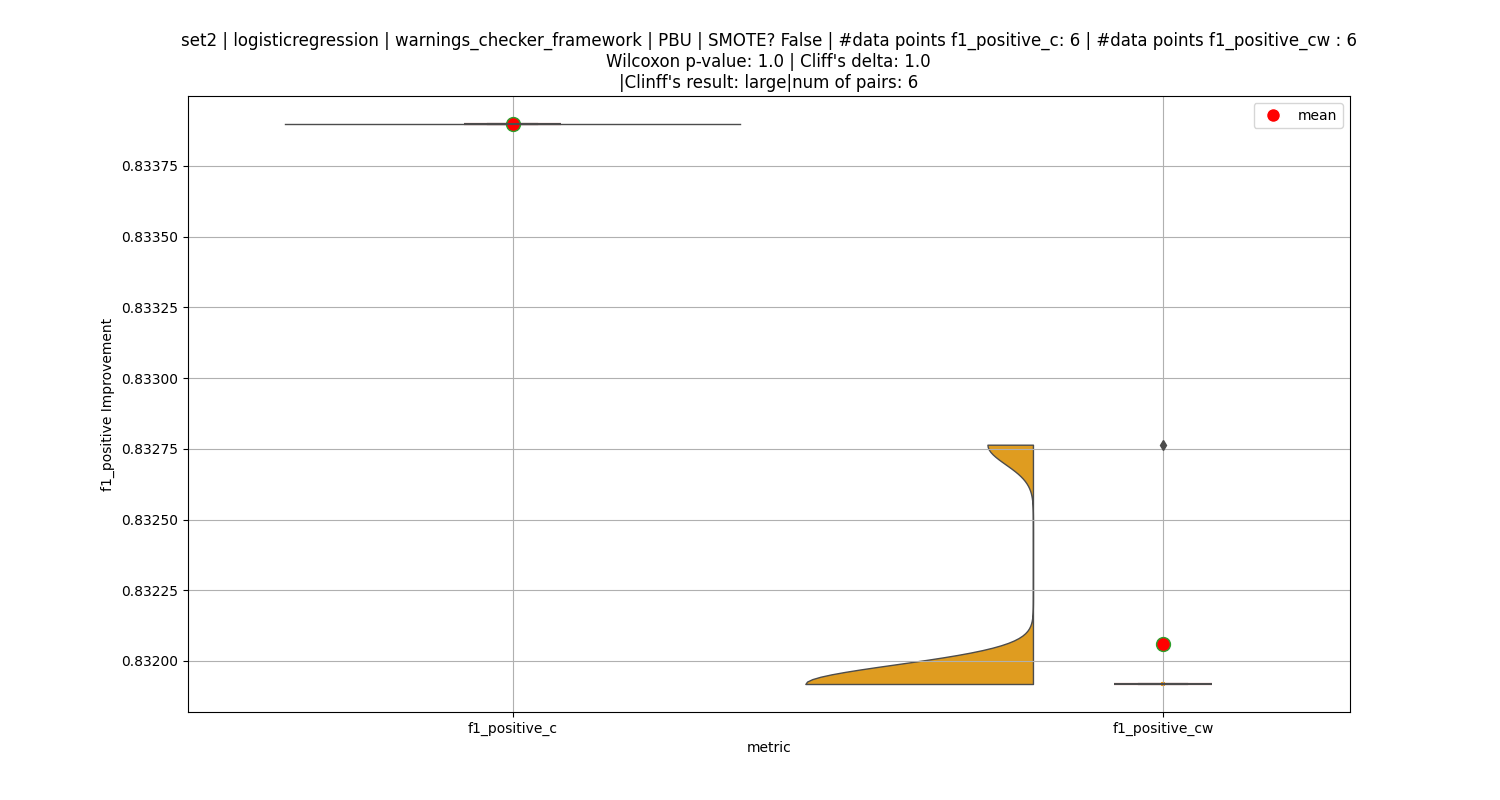 set2 | logisticregression | warnings_checker_framework | PBU | SMOTE? False | #data points f1_positive_c: 6 | #data points f1_positive_cw : 6
Wilcoxon p-value: 1.0 | Cliff's delta: 1.0
|Clinff's result: large|num of pairs: 6
mean
0.83375
0.83350
0.83325
0.83300
0.83275
0.83250
0.83225
0.83200
f1_positive Improvement
f1_positive_c
f1_positive_cw
metric